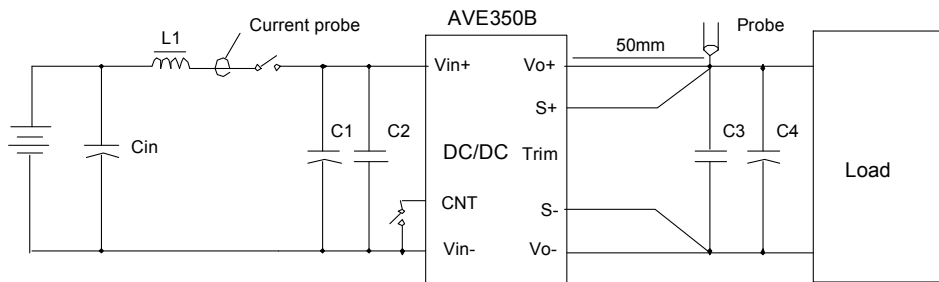 AVE350B
Current probe
Probe
L1
50mm
Vin+
Vo+
S+
C1
C2
C3
C4
Cin
DC/DC
Trim
Load
CNT
S-
Vin-
Vo-